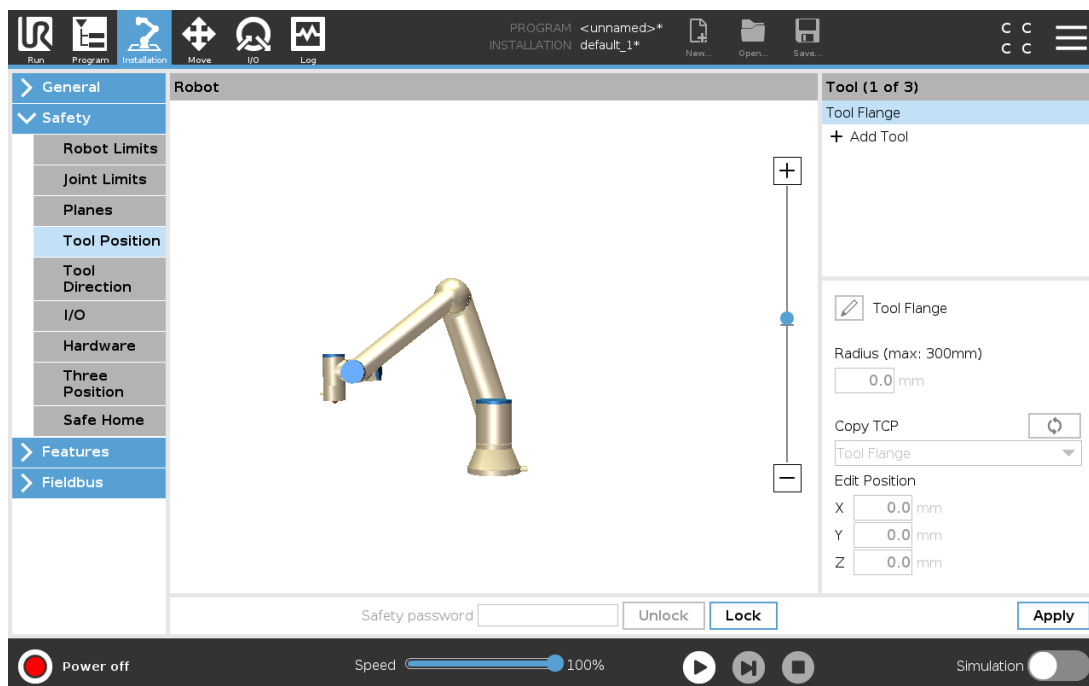 PROGRAM <unnamed>*
INSTALLATION default_1*
UR
Run
Program
Installation
Move
I/O
Log
New...
Open...
Save...
C C
C C
General
Safety
Robot Limits
Joint Limits
Planes
Tool Position
Tool
Direction
I/O
Hardware
Three
Position
Safe Home
Features
Fieldbus
Robot
+
−
Tool (1 of 3)
Tool Flange
+ Add Tool
Tool Flange
Radius (max: 300mm)
0.0 mm
Copy TCP
Tool Flange
Edit Position
X 0.0 mm
Y 0.0 mm
Z 0.0 mm
Safety password
Unlock
Lock
Apply
Power off
Speed 100%
Simulation